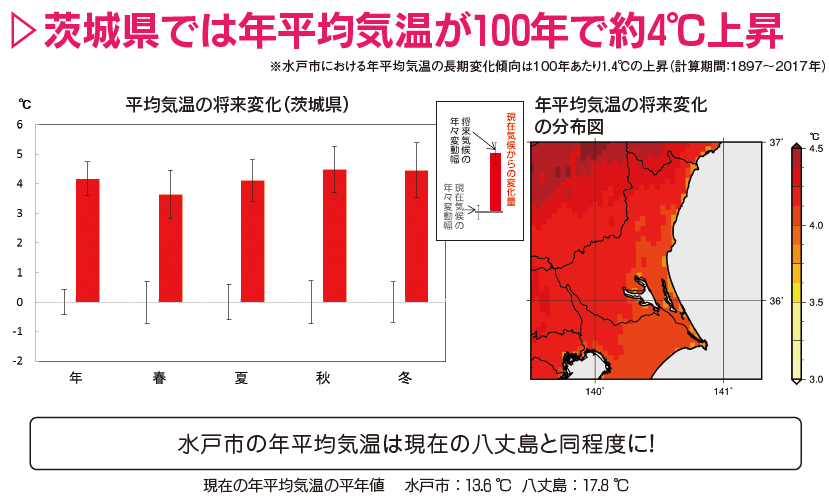 茨城県では年平均気温が100年で約4℃上昇
※水戸市における年平均気温の長期変化傾向は100年あたり1.4℃の上昇(計算期間:1897～2017年)
℃
平均気温の将来変化(茨城県)
6
5
4
3
2
1
0
-1
-2
年 春 夏 秋 冬
現在気候からの変化量
将来気候の
年々変動幅
現在気候の
年々変動幅
年平均気温の将来変化
の分布図
37°
36°
140° 141°
℃
4.5
4.0
3.5
3.0
水戸市の年平均気温は現在の八丈島と同程度に!
現在の年平均気温の平年値 水戸市:13.6℃ 八丈島:17.8℃